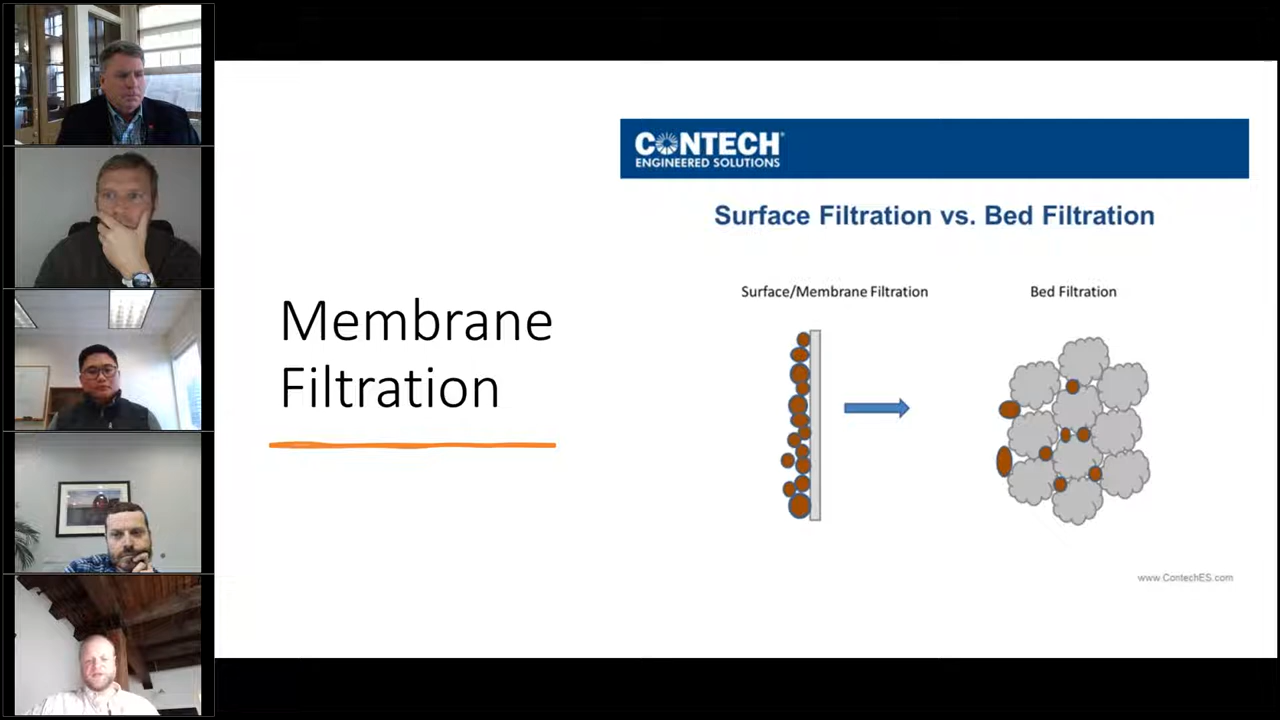 Membrane
Filtration
CONTECH
ENGINEERED SOLUTIONS
Surface Filtration vs. Bed Filtration
Surface/Membrane Filtration
Bed Filtration
www.ContechES.com